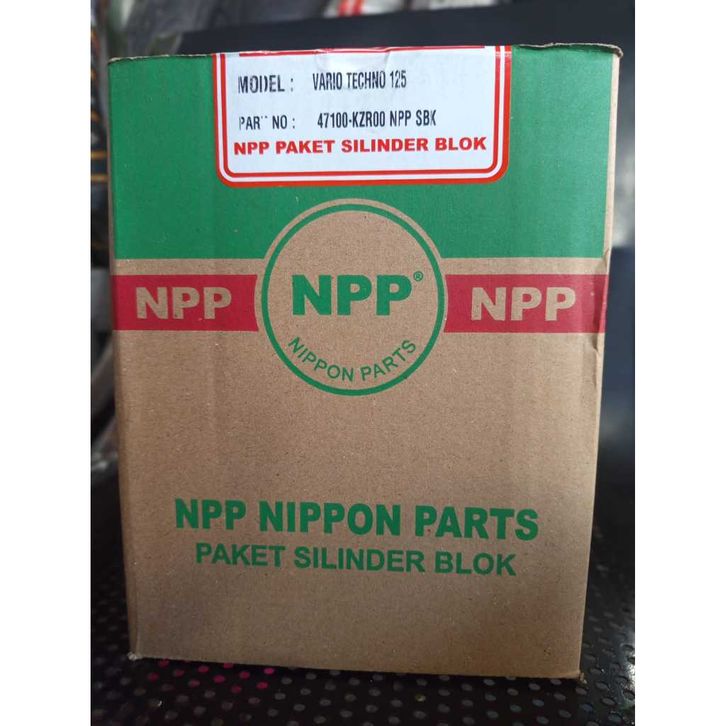 MODEL : VARIO TECHNO 125
PART NO : 47100-KZR00 NPP SBK
NPP PAKET SILINDER BLOK
NPP NPP® NPP
NIPPON PARTS
NPP NIPPON PARTS
PAKET SILINDER BLOK